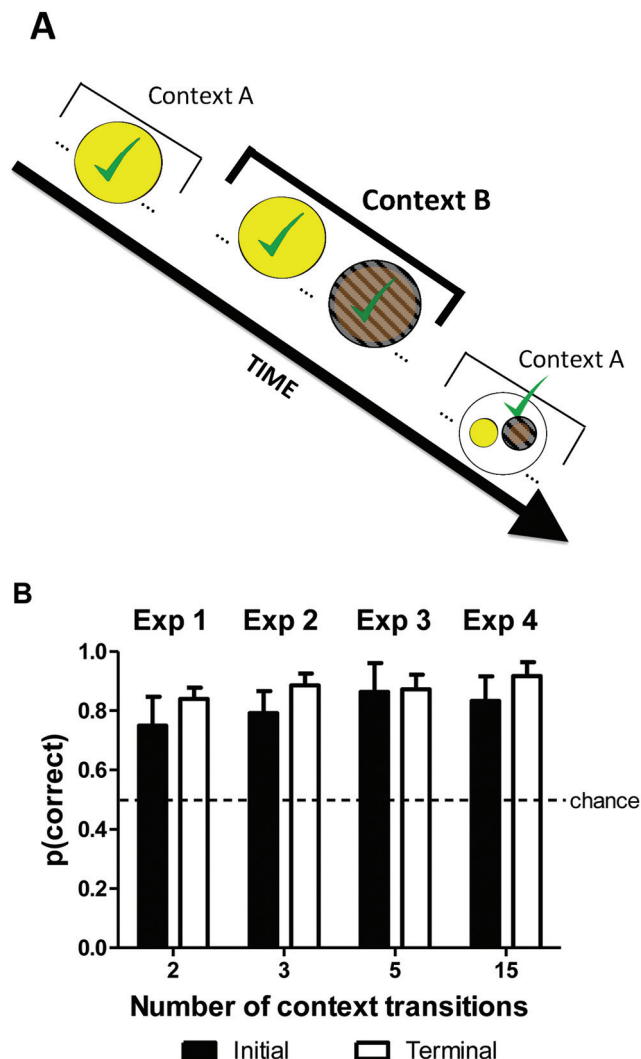 A
Context A
...
...
Context B
...
...
...
TIME
Context A
...
...
B
Exp 1 Exp 2 Exp 3 Exp 4
1.0
0.8
0.6
0.4
0.2
0.0
p(correct)
chance
2 3 5 15
Number of context transitions
Initial Terminal